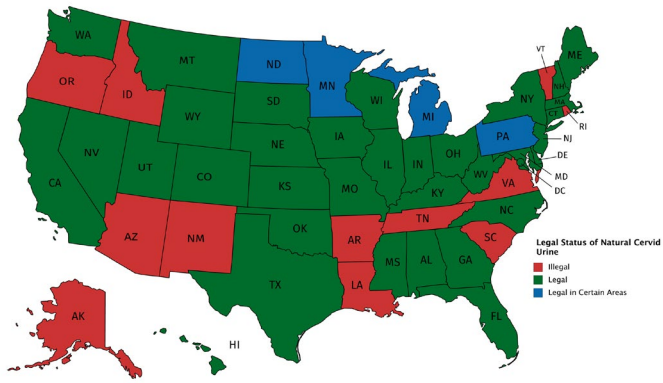 WA
MT
ND
MN
OR
ID
WY
SD
WI
MI
VT
ME
NH
NY
MA
CT
RI
NV
UT
CO
NE
IA
IL
IN
OH
PA
NJ
DE
MD
DC
CA
KS
MO
KY
WV
VA
AZ
NM
OK
AR
TN
NC
SC
TX
LA
MS
AL
GA
FL
AK
HI
Legal Status of Natural Cervid
Urine
Illegal
Legal
Legal in Certain Areas